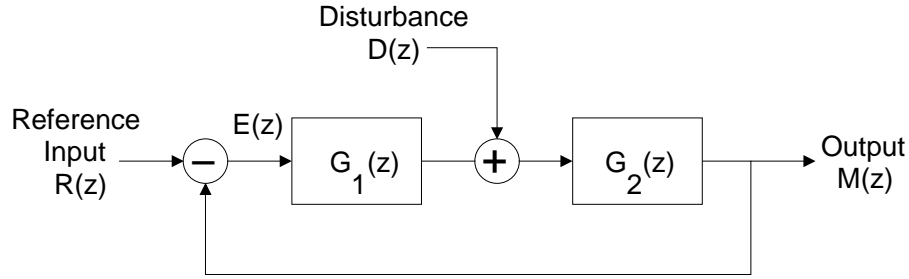 Disturbance
D(z)
Reference
Input
R(z)
−
E(z)
G1(z)
+
G2(z)
Output
M(z)